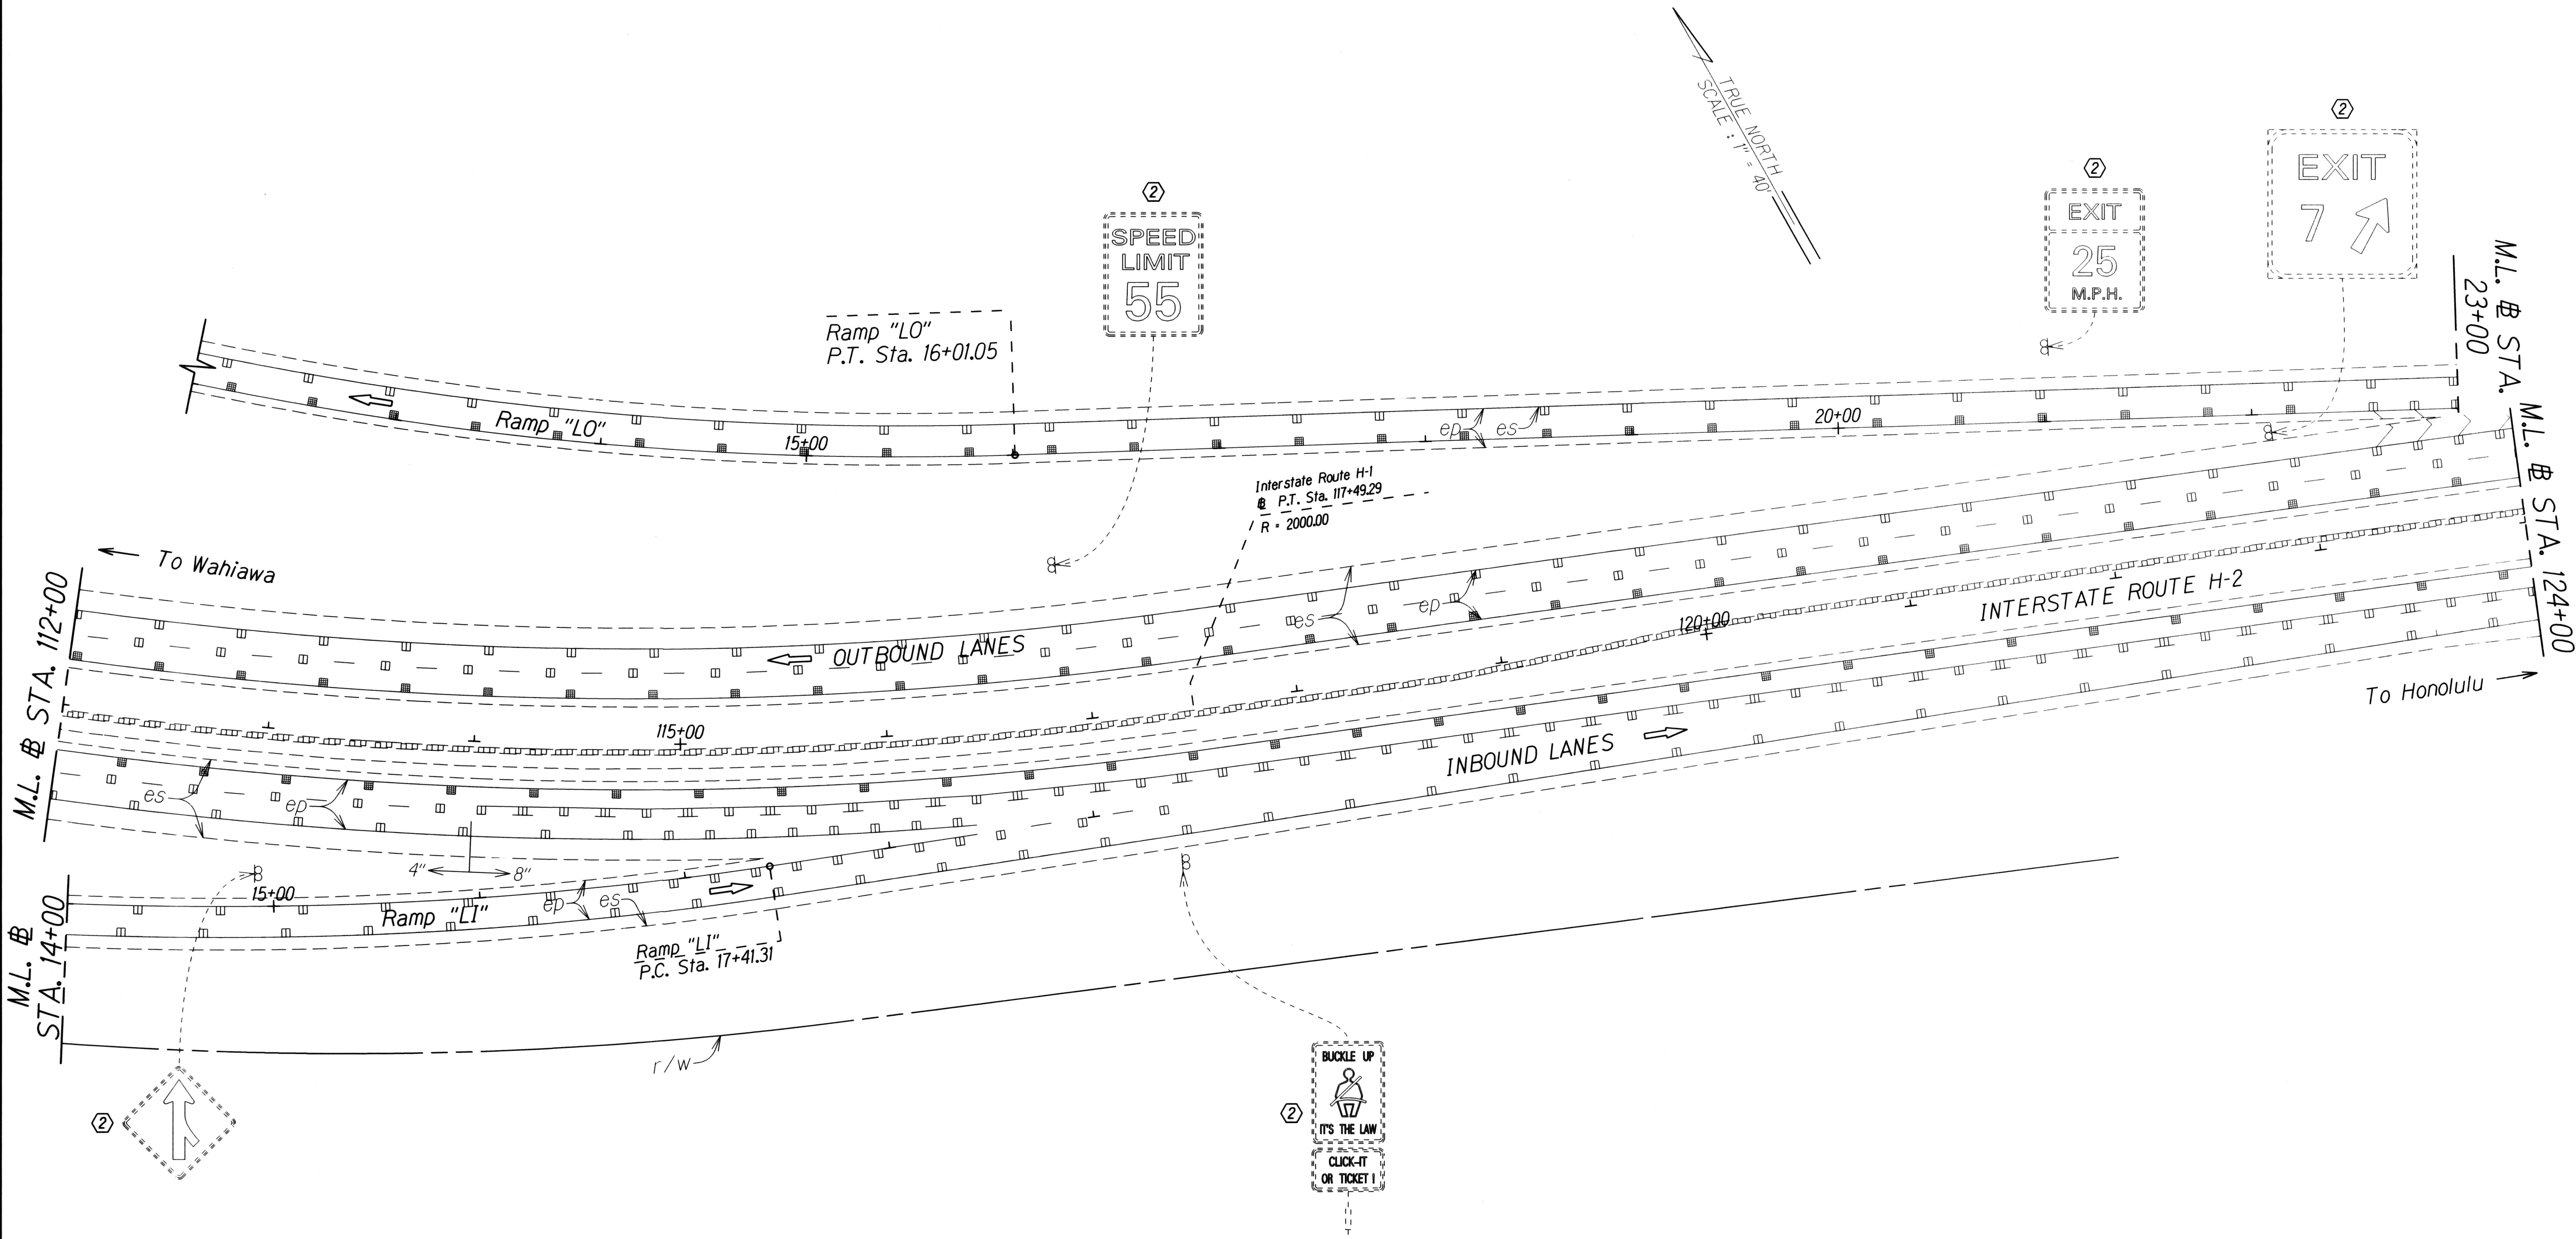 TRUE NORTH
SCALE : 1" = 40'
2
EXIT
7
2
EXIT
25
M.P.H.
2
SPEED
LIMIT
55
M.L. ⅊ STA.
23+00
Ramp "LO"
P.T. Sta. 16+01.05
Ramp "LO"
15+00
ep
es
20+00
Interstate Route H-1
P.T. Sta. 117+49.29
R = 2000.00
M.L. STA. 124+00
To Wahiawa
M.L. STA. 112+00
OUTBOUND LANES
es
ep
120+00
INTERSTATE ROUTE H-2
To Honolulu
115+00
INBOUND LANES
es
ep
4"
8"
15+00
Ramp "LI"
ep
es
M.L.
STA. 14+00
Ramp "LI"
P.C. Sta. 17+41.31
r/w
2
2
BUCKLE UP
IT'S THE LAW
CLICK-IT
OR TICKET !